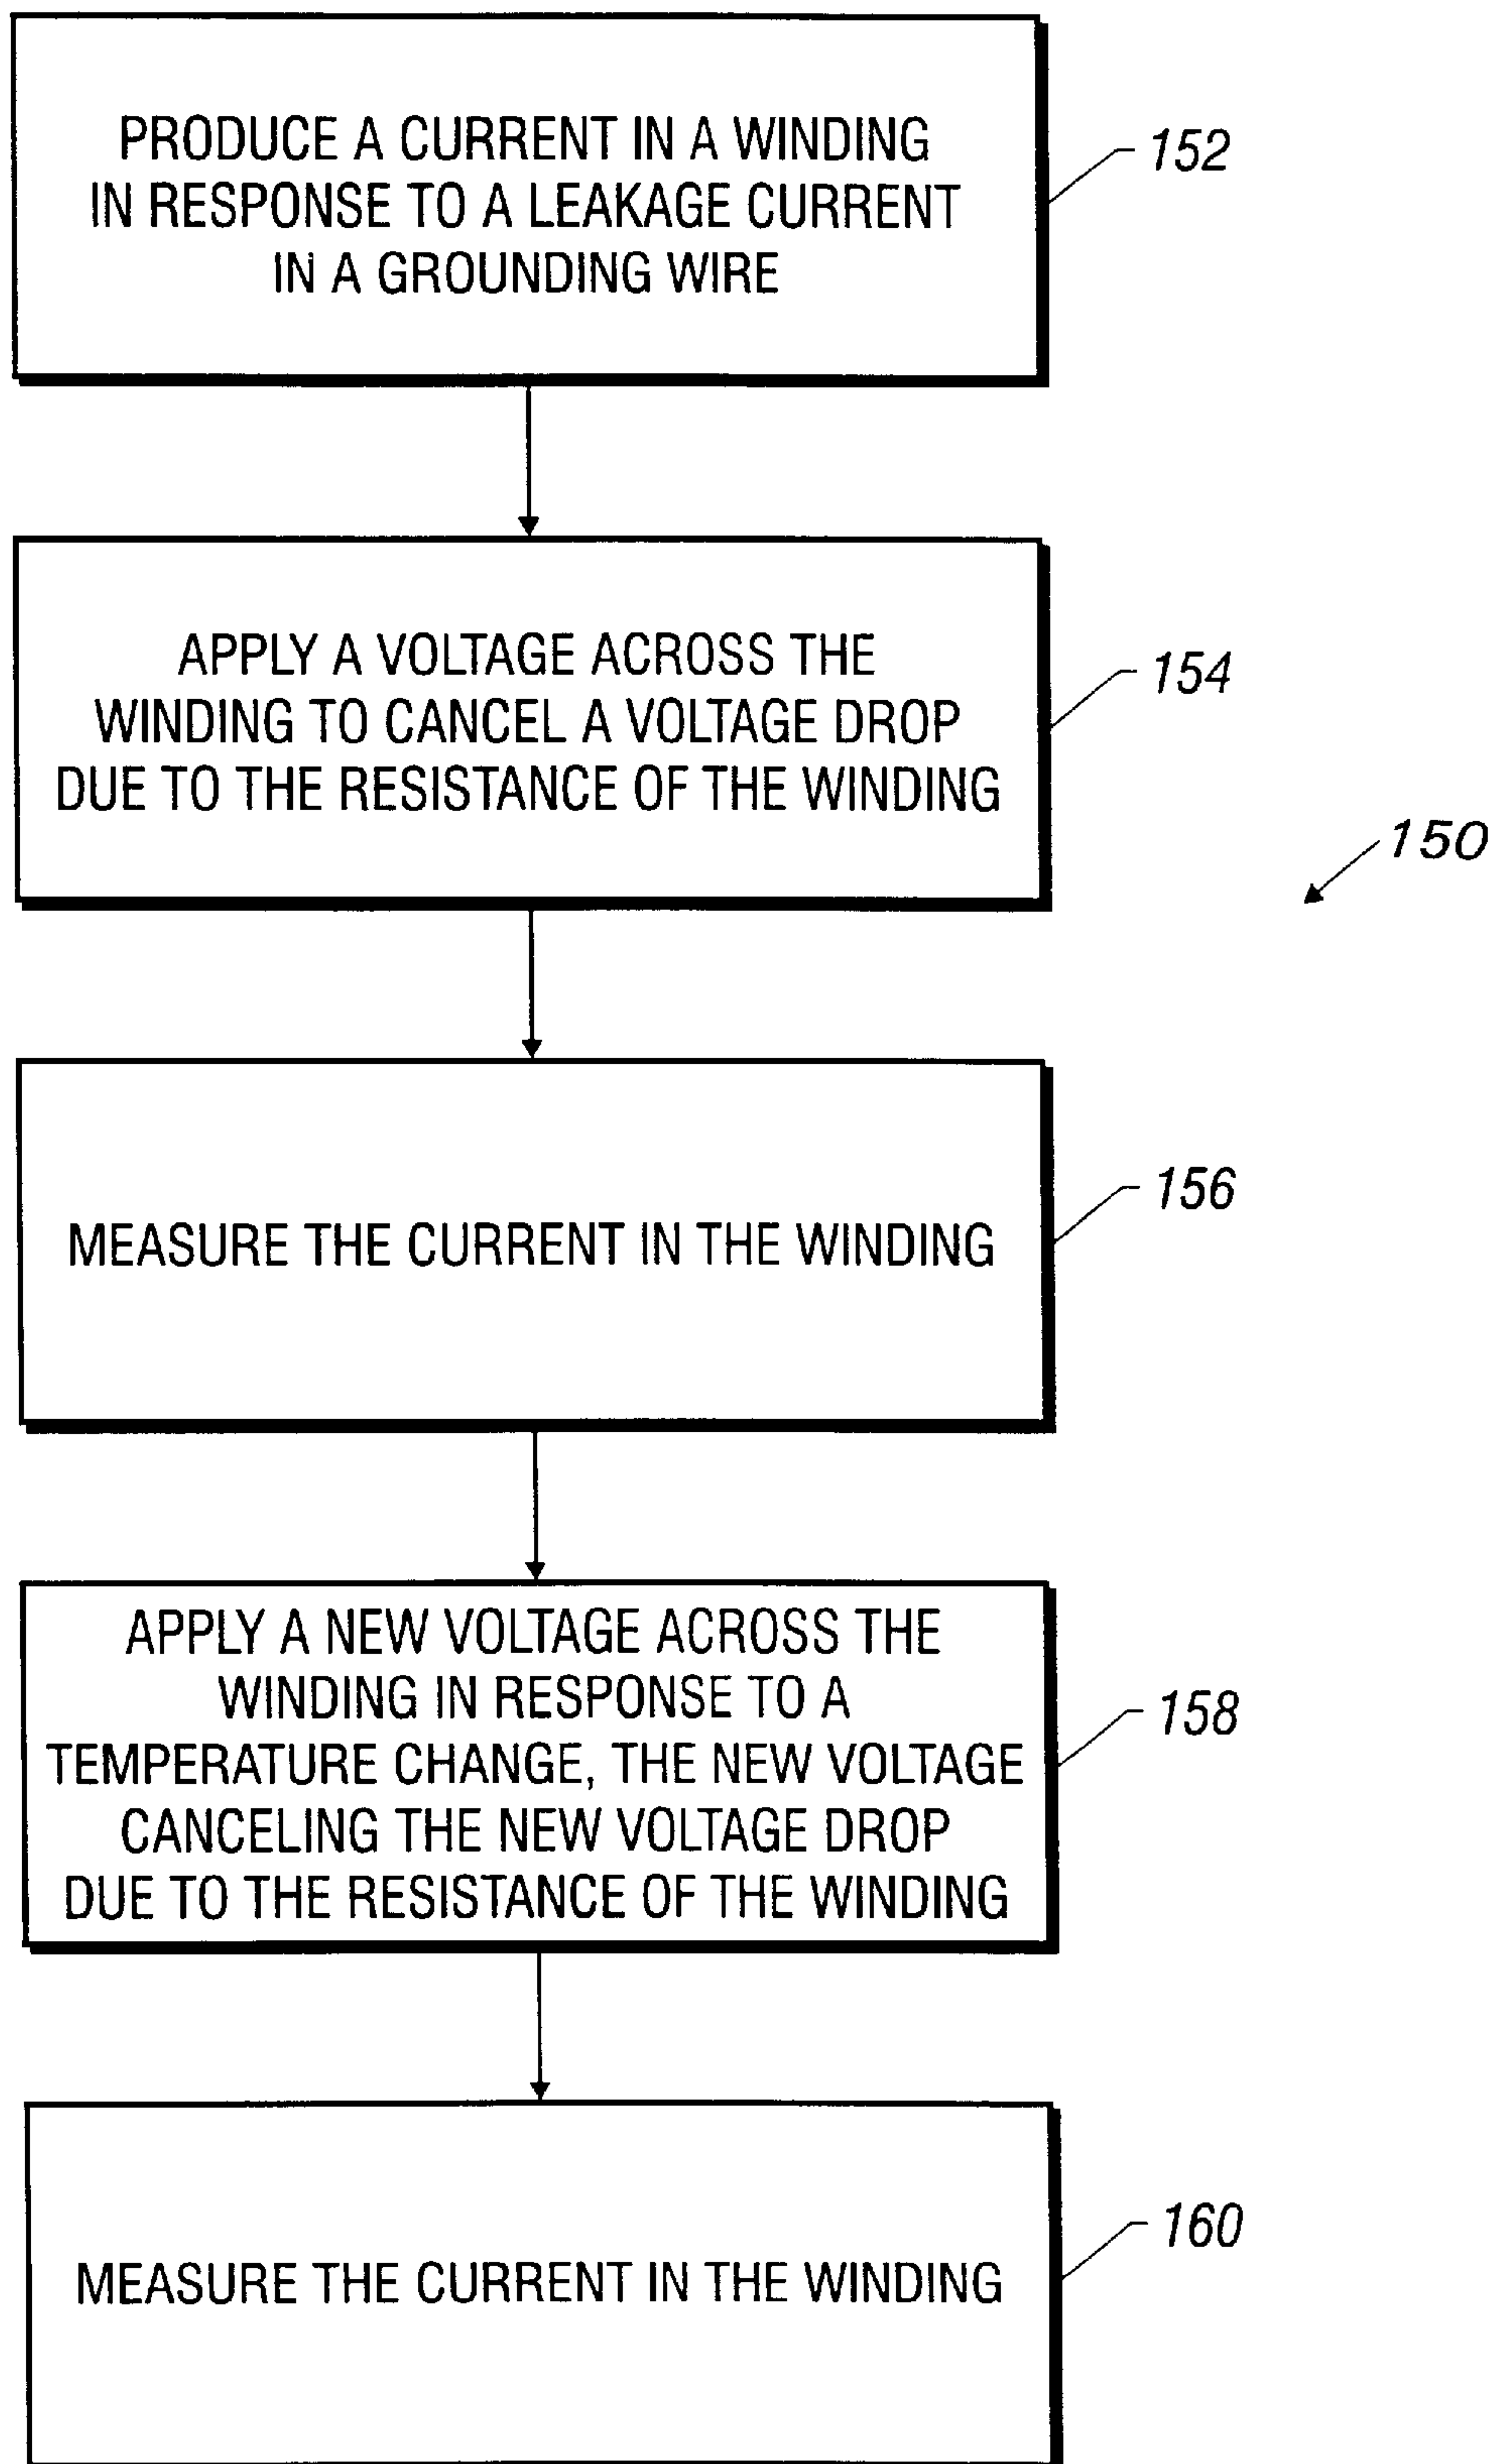 PRODUCE A CURRENT IN A WINDING
IN RESPONSE TO A LEAKAGE CURRENT
IN A GROUNDING WIRE
152
APPLY A VOLTAGE ACROSS THE
WINDING TO CANCEL A VOLTAGE DROP
DUE TO THE RESISTANCE OF THE WINDING
154
150
MEASURE THE CURRENT IN THE WINDING
156
APPLY A NEW VOLTAGE ACROSS THE
WINDING IN RESPONSE TO A
TEMPERATURE CHANGE, THE NEW VOLTAGE
CANCELING THE NEW VOLTAGE DROP
DUE TO THE RESISTANCE OF THE WINDING
158
MEASURE THE CURRENT IN THE WINDING
160